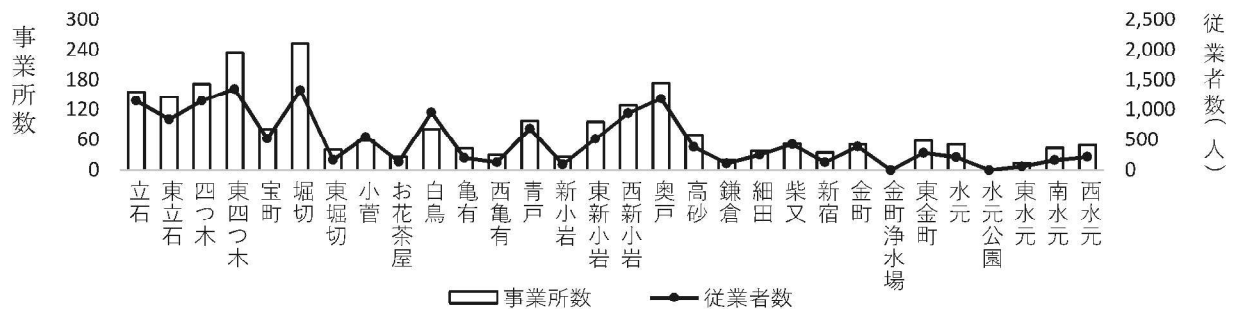 事業所数
300
240
180
120
60
0
従業者数(人)
2,500
2,000
1,500
1,000
500
0
立石
東立石
四つ木
東四つ木
宝町
堀切
東堀切
小菅
お花茶屋
白鳥
亀有
西亀有
青戸
新小岩
東新小岩
西新小岩
奥戸
高砂
鎌倉
細田
柴又
新宿
金町
金町浄水場
東金町
水元
水元公園
東水元
南水元
西水元
事業所数
従業者数